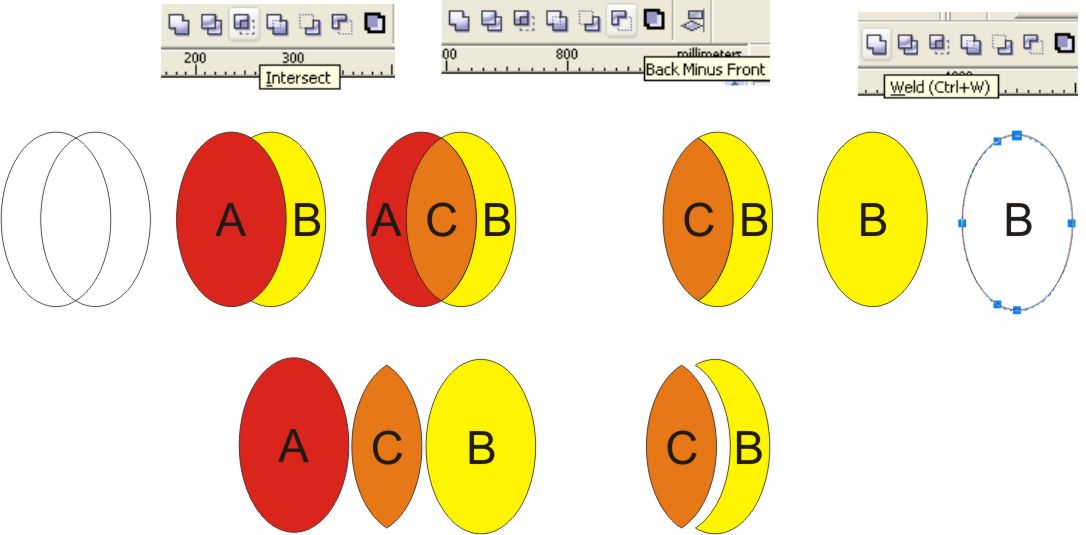 200 300
Intersect
00 800 millimeters
Back Minus Front
Weld (Ctrl+W)
A B
A C B
C B
B
B
A C B
C B